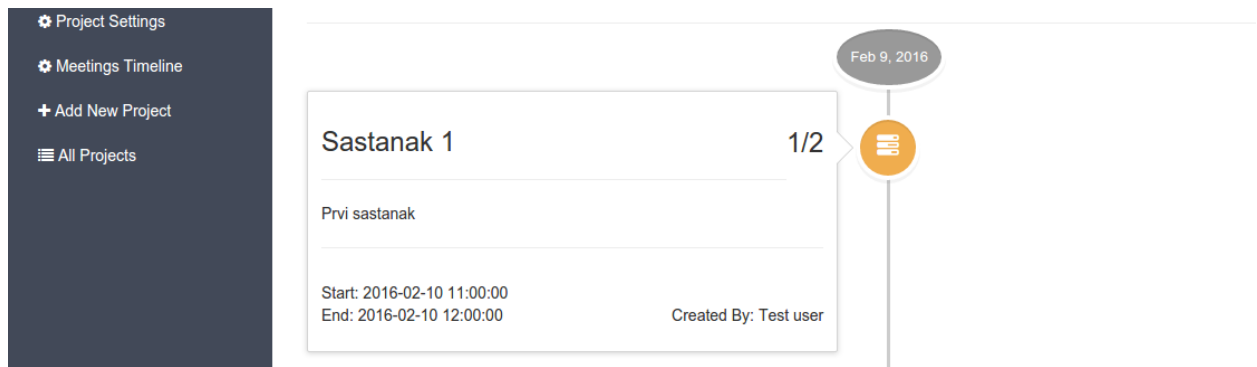 Project Settings
Meetings Timeline
Add New Project
All Projects
Feb 9, 2016
Sastanak 1
1/2
Prvi sastanak
Start: 2016-02-10 11:00:00
End: 2016-02-10 12:00:00
Created By: Test user